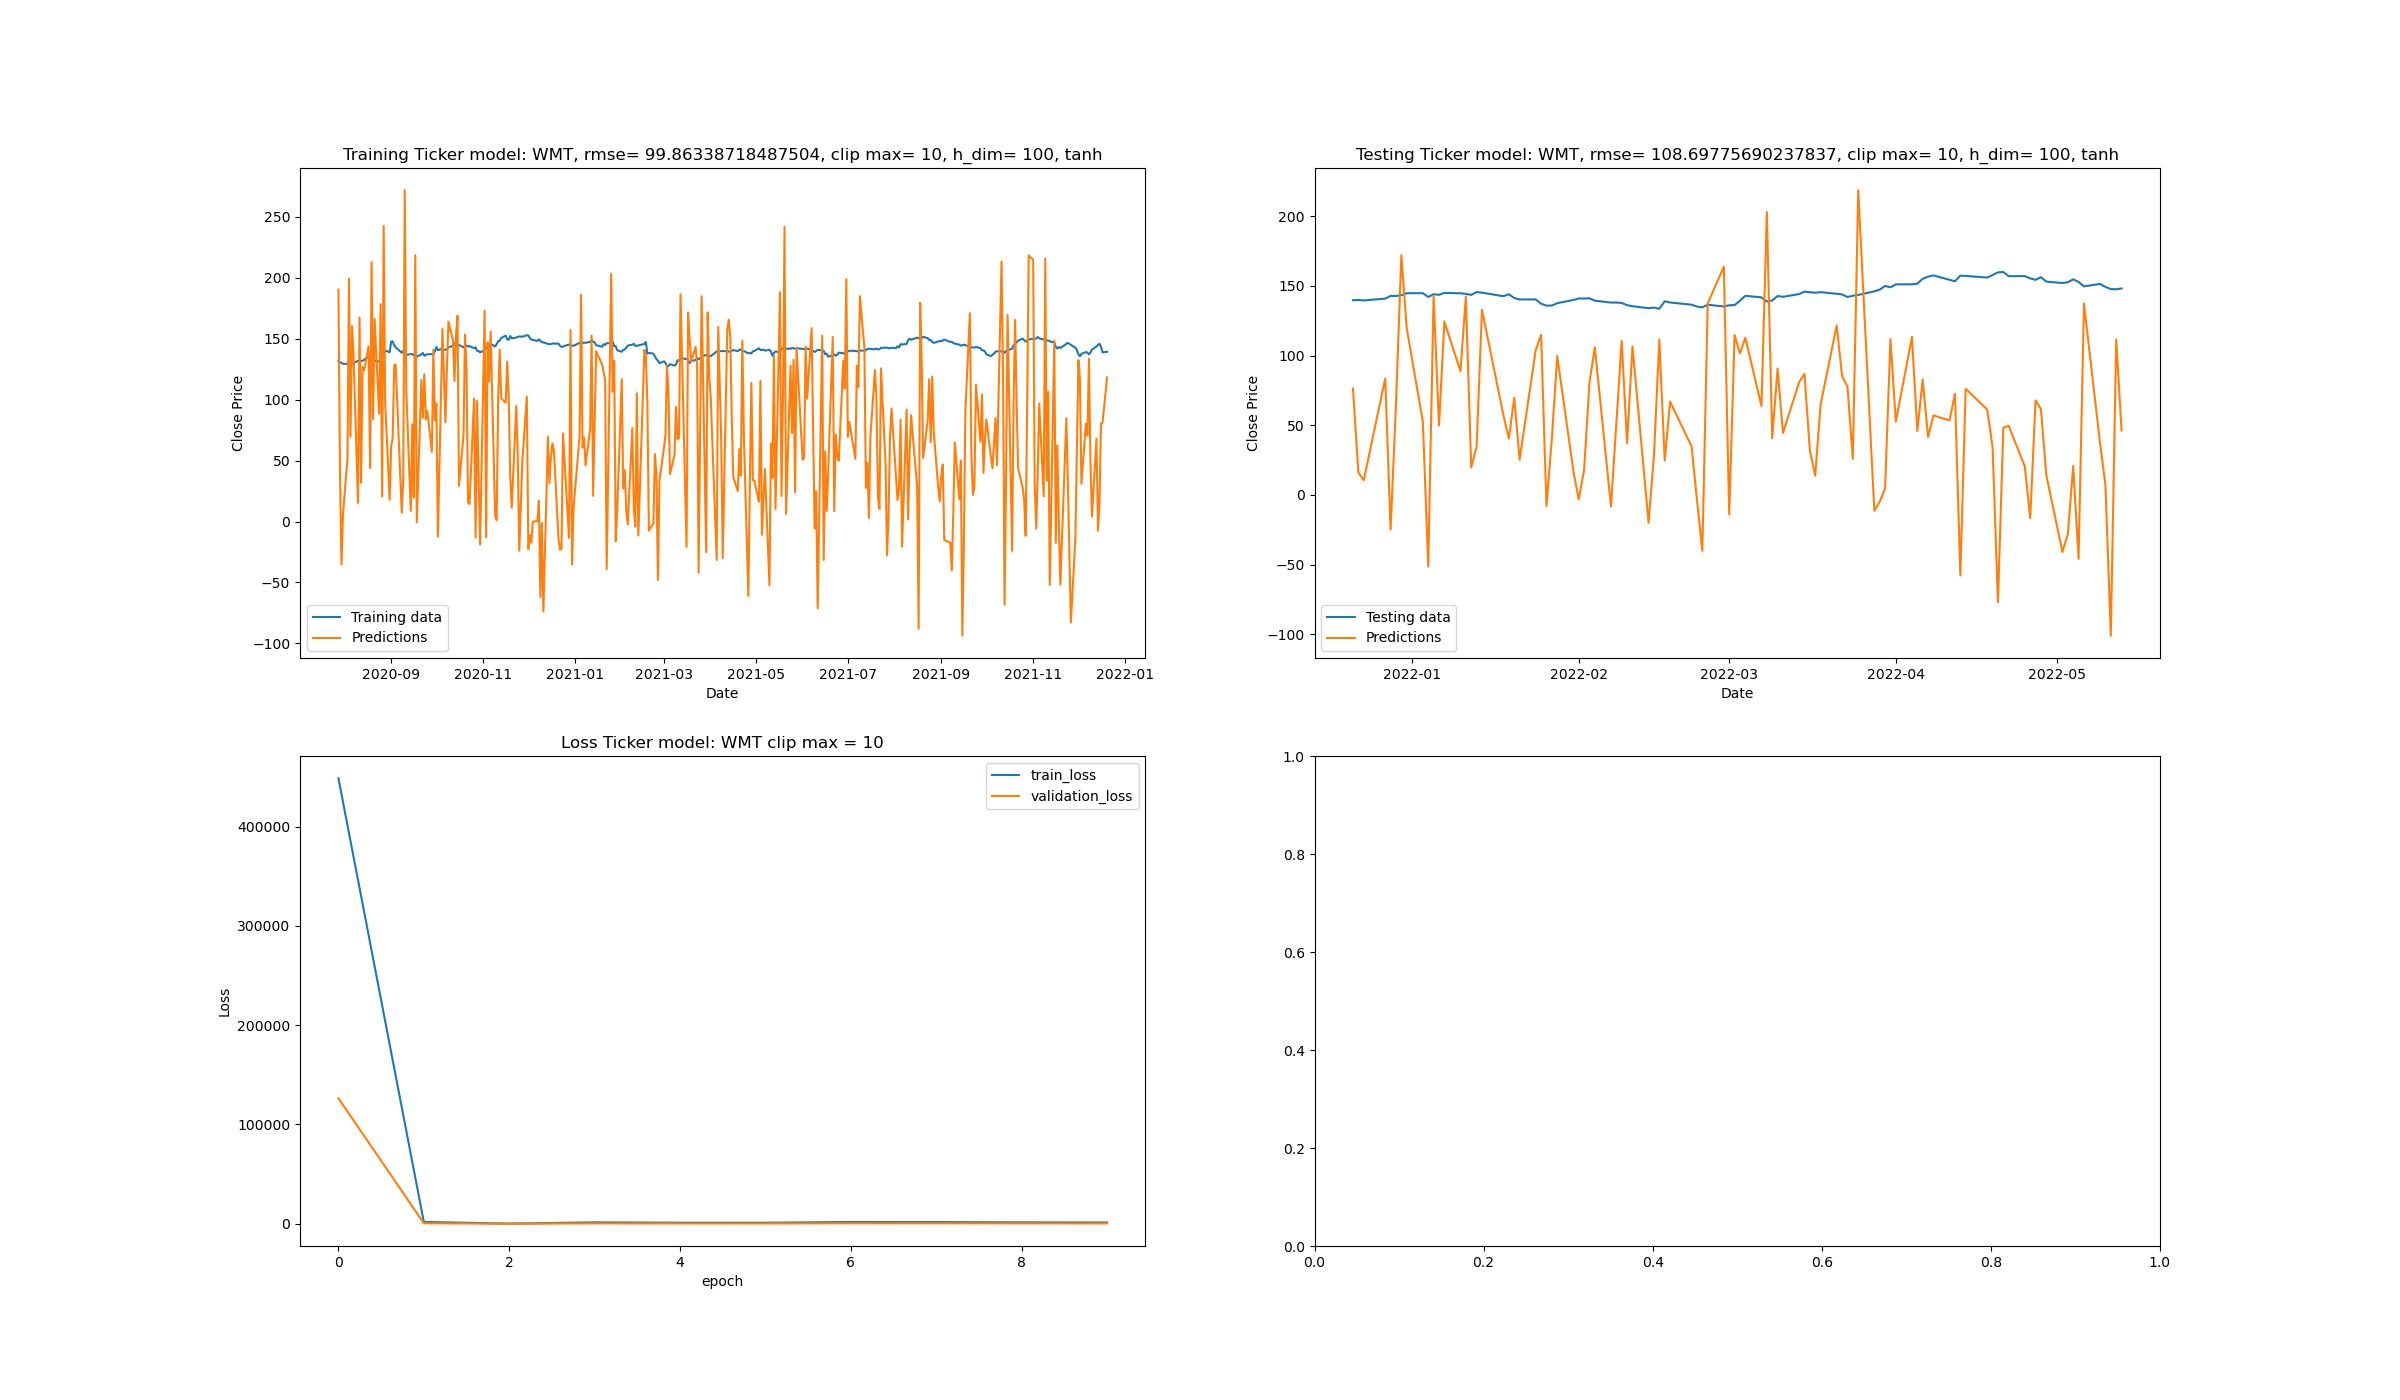 Training Ticker model: WMT, rmse= 99.86338718487504, clip max= 10, h_dim= 100, tanh
250
200
150
100
50
0
−50
−100
Close Price
Training data
Predictions
2020-09 2020-11 2021-01 2021-03 2021-05 2021-07 2021-09 2021-11 2022-01
Date
Testing Ticker model: WMT, rmse= 108.69775690237837, clip max= 10, h_dim= 100, tanh
200
150
100
50
0
−50
−100
Close Price
Testing data
Predictions
2022-01 2022-02 2022-03 2022-04 2022-05
Date
Loss Ticker model: WMT clip max = 10
train_loss
validation_loss
400000
300000
200000
100000
0
Loss
0 2 4 6 8
epoch
1.0
0.8
0.6
0.4
0.2
0.0
0.0 0.2 0.4 0.6 0.8 1.0